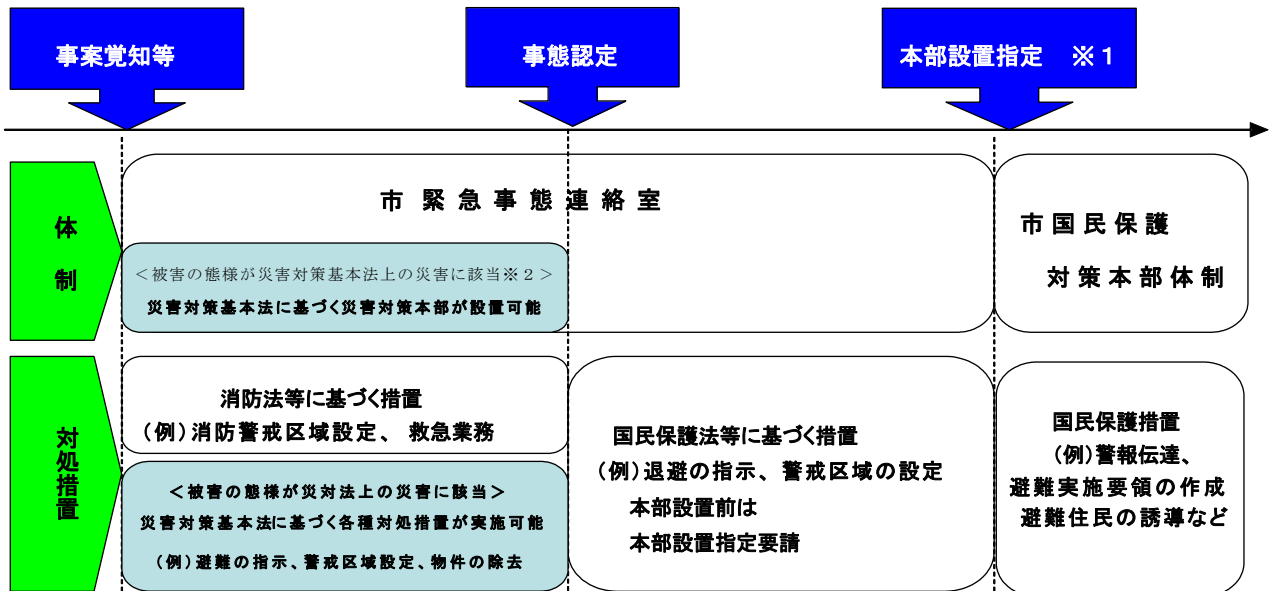 事案覚知等
事態認定
本部設置指定　※１
体
制
市緊急事態連絡室
＜被害の態様が災害対策基本法上の災害に該当※２＞
災害対策基本法に基づく災害対策本部が設置可能
市国民保護
対策本部体制
対処措置
消防法等に基づく措置
（例）消防警戒区域設定、救急業務
＜被害の態様が災対法上の災害に該当＞
災害対策基本法に基づく各種対処措置が実施可能
（例）避難の指示、警戒区域設定、物件の除去
国民保護法等に基づく措置
（例）退避の指示、警戒区域の設定
本部設置前は
本部設置指定要請
国民保護措置
（例）警報伝達、
避難実施要領の作成
避難住民の誘導など